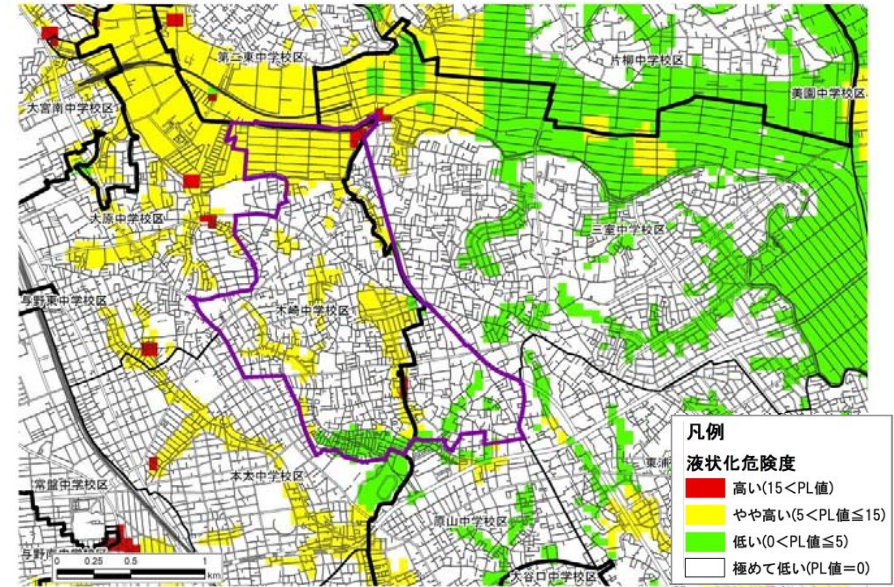 第二東中学校区
片柳中学校区
美園中学校区
大宮南中学校区
大原中学校区
三室中学校区
与野東中学校区
木崎中学校区
本太中学校区
常盤中学校区
原山中学校区
大谷口中学校区
0 0.25 0.5 1
km
凡例
液状化危険度
高い(15<PL値)
やや高い(5<PL値≦15)
低い(0<PL値≦5)
極めて低い(PL値=0)